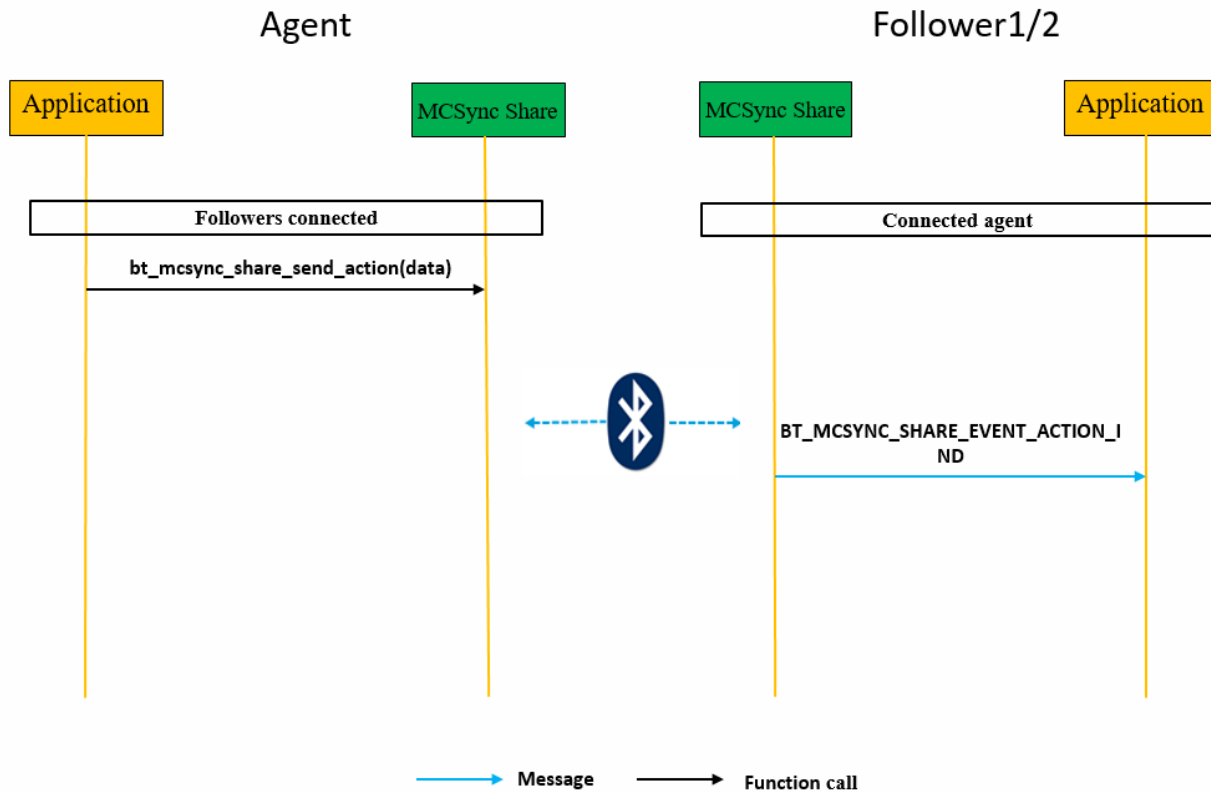 Agent
Follower1/2
Application
MCSync Share
MCSync Share
Application
Followers connected
Connected agent
bt_mcsync_share_send_action(data)
BT_MCSYNC_SHARE_EVENT_ACTION_I
ND
Message
Function call